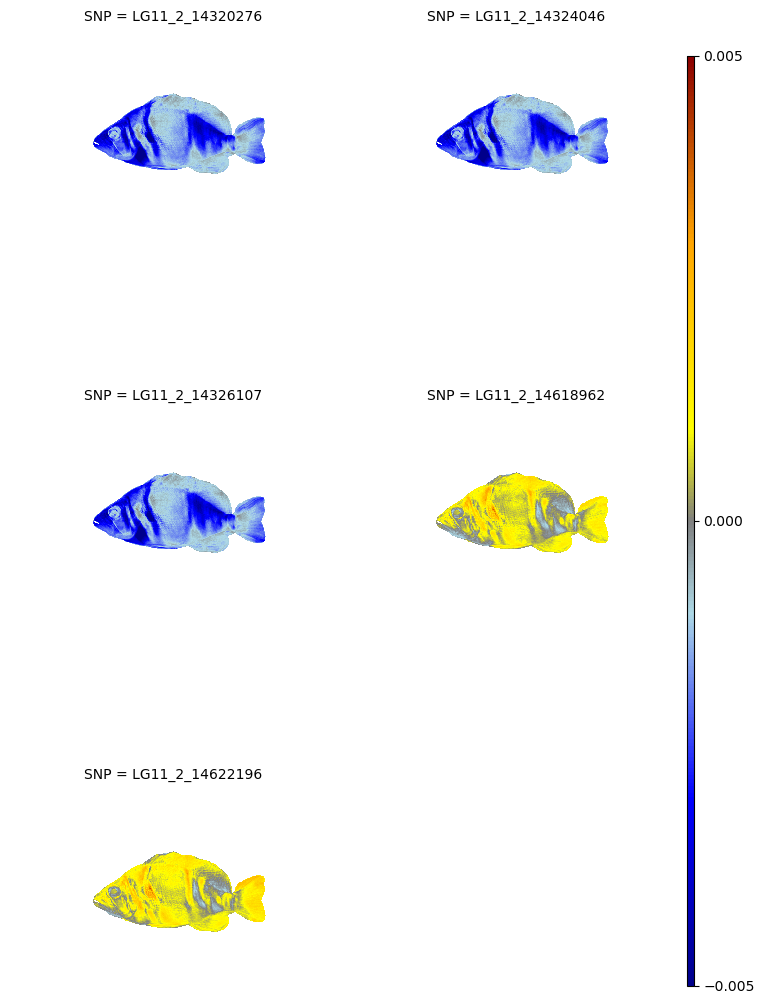 SNP = LG11_2_14320276
SNP = LG11_2_14324046
0.005
SNP = LG11_2_14326107
SNP = LG11_2_14618962
0.000
SNP = LG11_2_14622196
−0.005